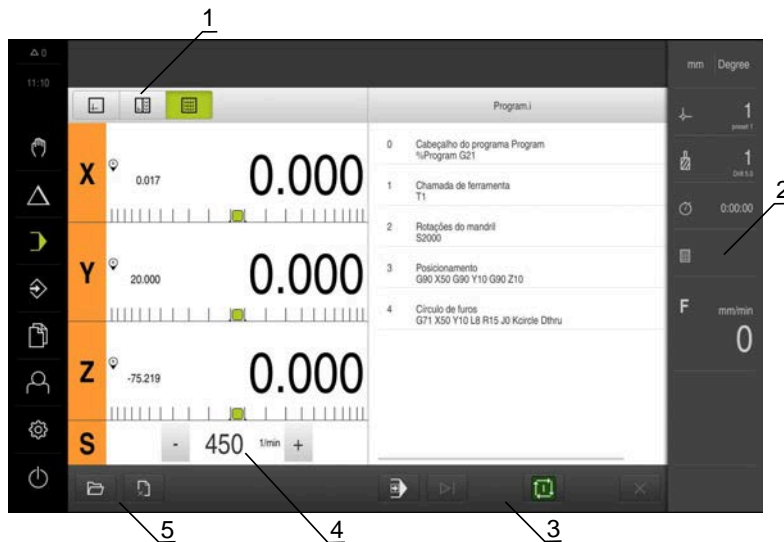 1
0
11:10
mm Degree
Program.i
1
preset 1
X 0.017 0.000
0 Cabeçalho do programa Program
%Program G21
1 Chamada de ferramenta
T1
1
Drill 5.0
2
0:00:00
2 Rotações do mandril
S2000
Y 20.000 0.000
3 Posicionamento
G90 X50 G90 Y10 G90 Z10
4 Círculo de furos
G71 X50 Y10 L8 R15 J0 Kcircle Dthru
F mm/min
0
Z -75.219 0.000
S - 450 1/min +
5
4
3